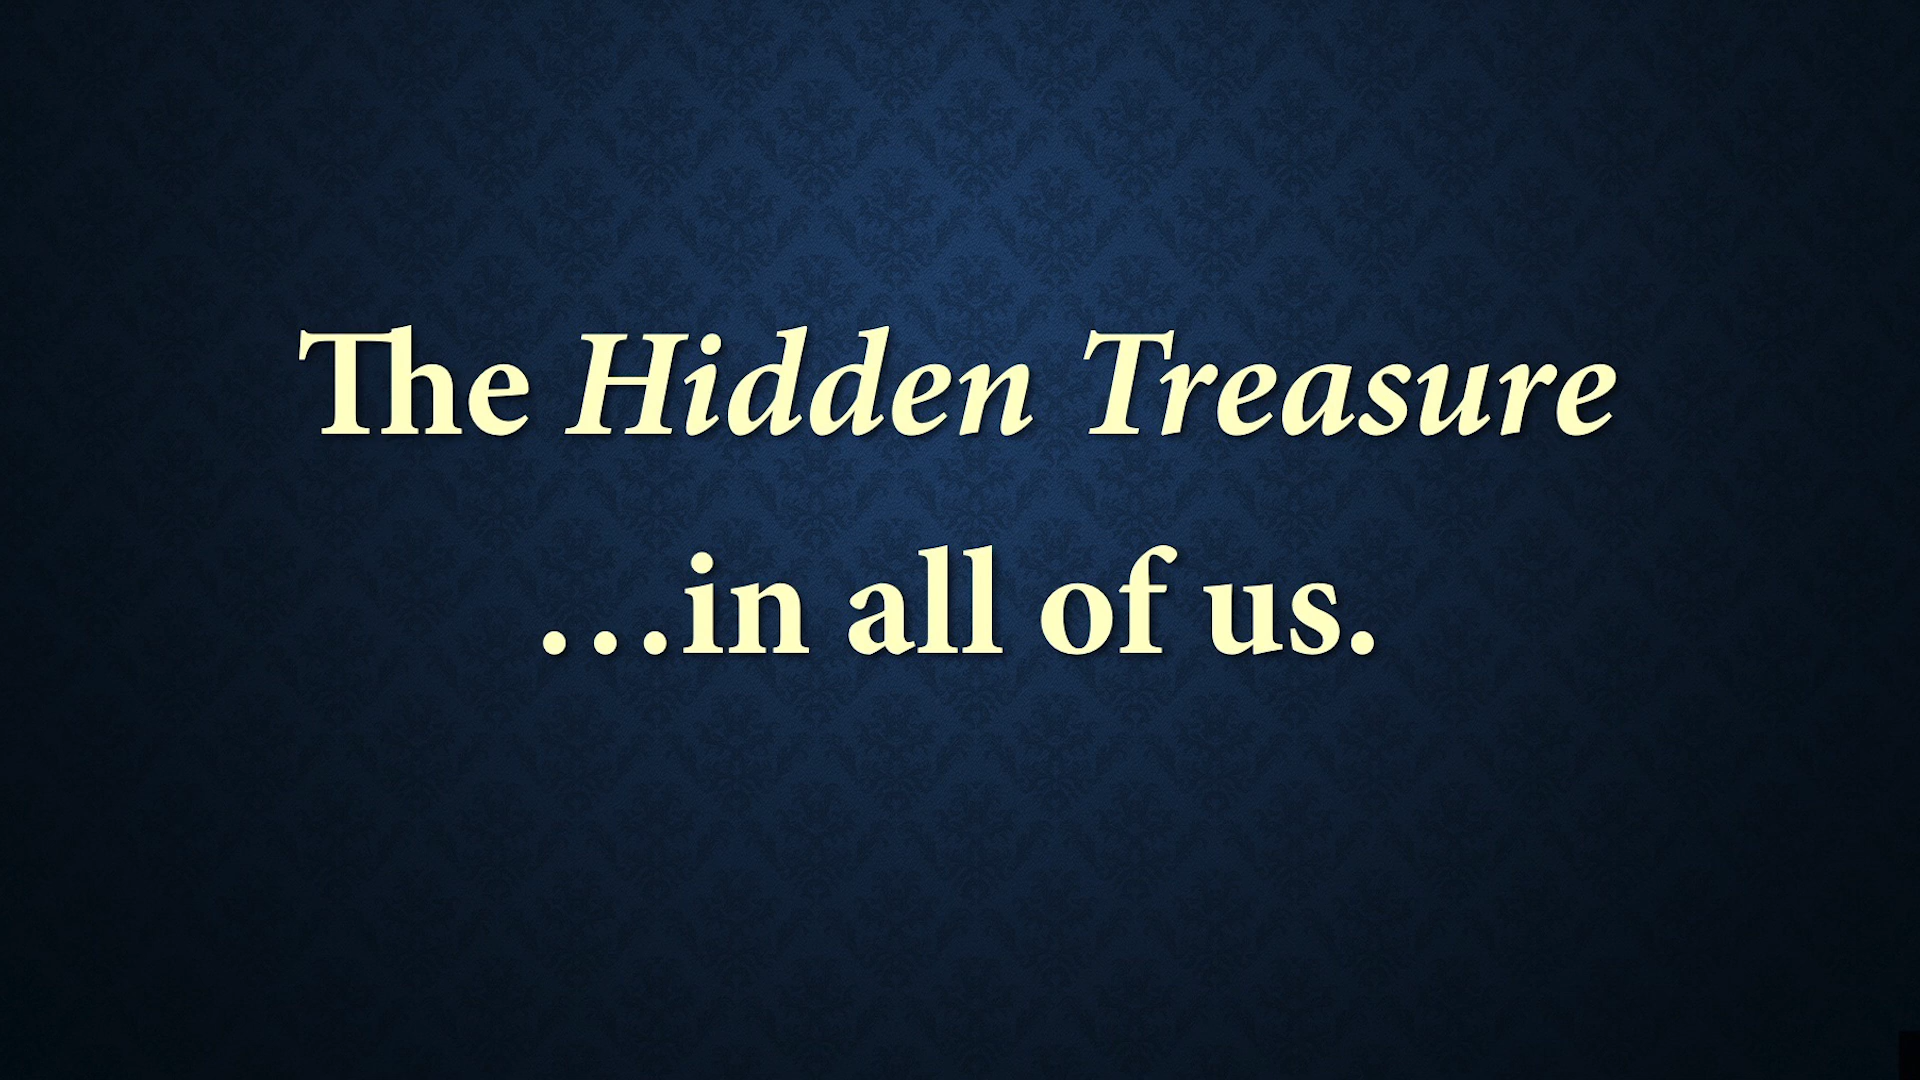 The Hidden Treasure
…in all of us.